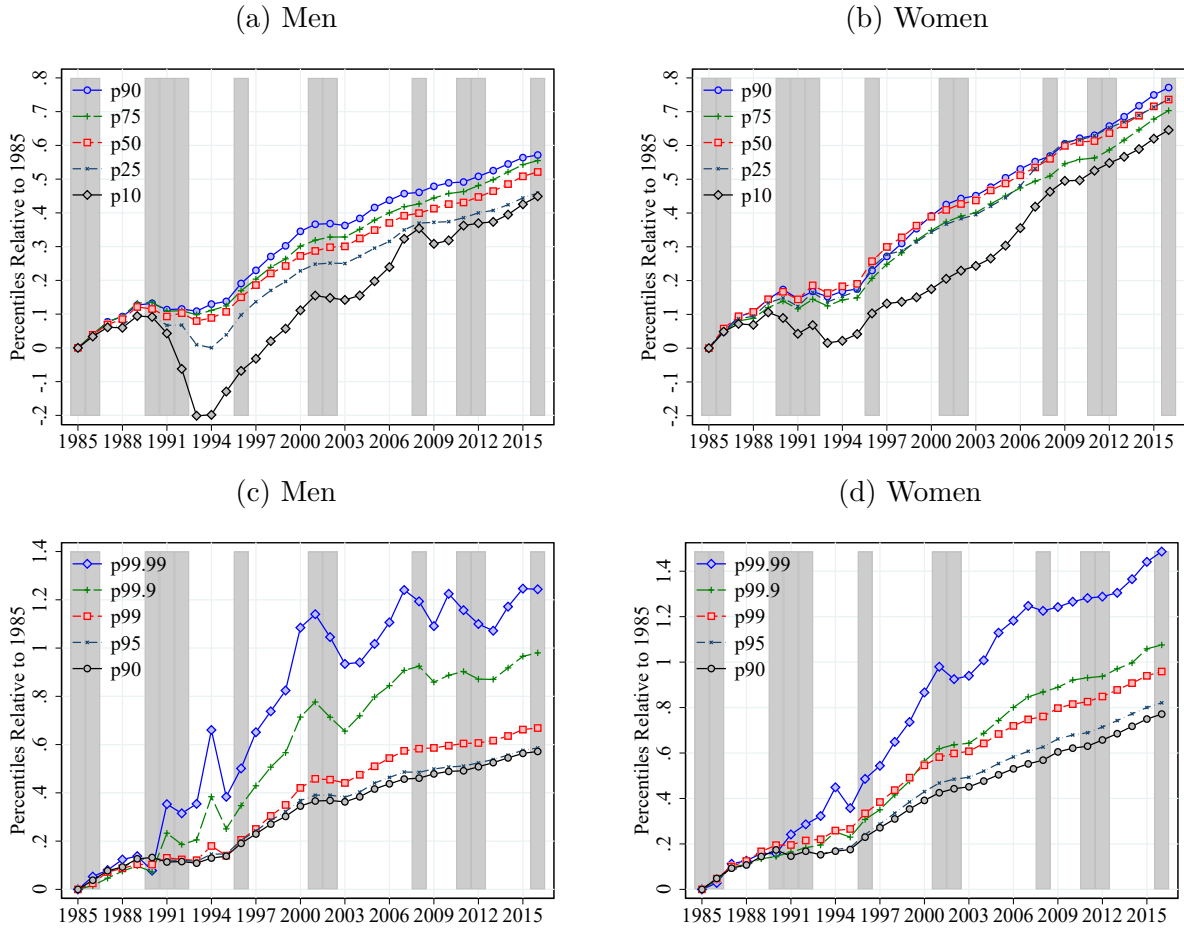 (a) Men
Percentiles Relative to 1985
.8
.7
.6
.5
.4
.3
.2
.1
0
-.1
-.2
p90
p75
p50
p25
p10
1985 1988 1991 1994 1997 2000 2003 2006 2009 2012 2015
(b) Women
Percentiles Relative to 1985
.8
.7
.6
.5
.4
.3
.2
.1
0
-.1
-.2
p90
p75
p50
p25
p10
1985 1988 1991 1994 1997 2000 2003 2006 2009 2012 2015
(c) Men
Percentiles Relative to 1985
1.4
1.2
1
.8
.6
.4
.2
0
p99.99
p99.9
p99
p95
p90
1985 1988 1991 1994 1997 2000 2003 2006 2009 2012 2015
(d) Women
Percentiles Relative to 1985
1.4
1.2
1
.8
.6
.4
.2
0
p99.99
p99.9
p99
p95
p90
1985 1988 1991 1994 1997 2000 2003 2006 2009 2012 2015